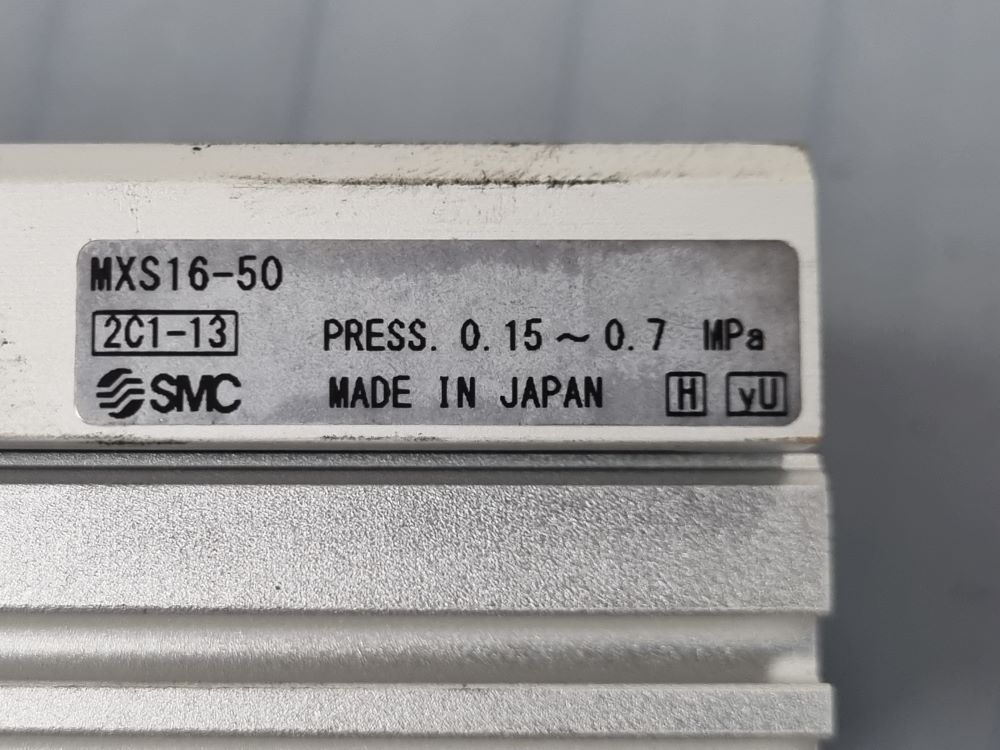 MXS16-50
2C1-13 PRESS. 0.15～0.7 MPa
SMC MADE IN JAPAN H yU